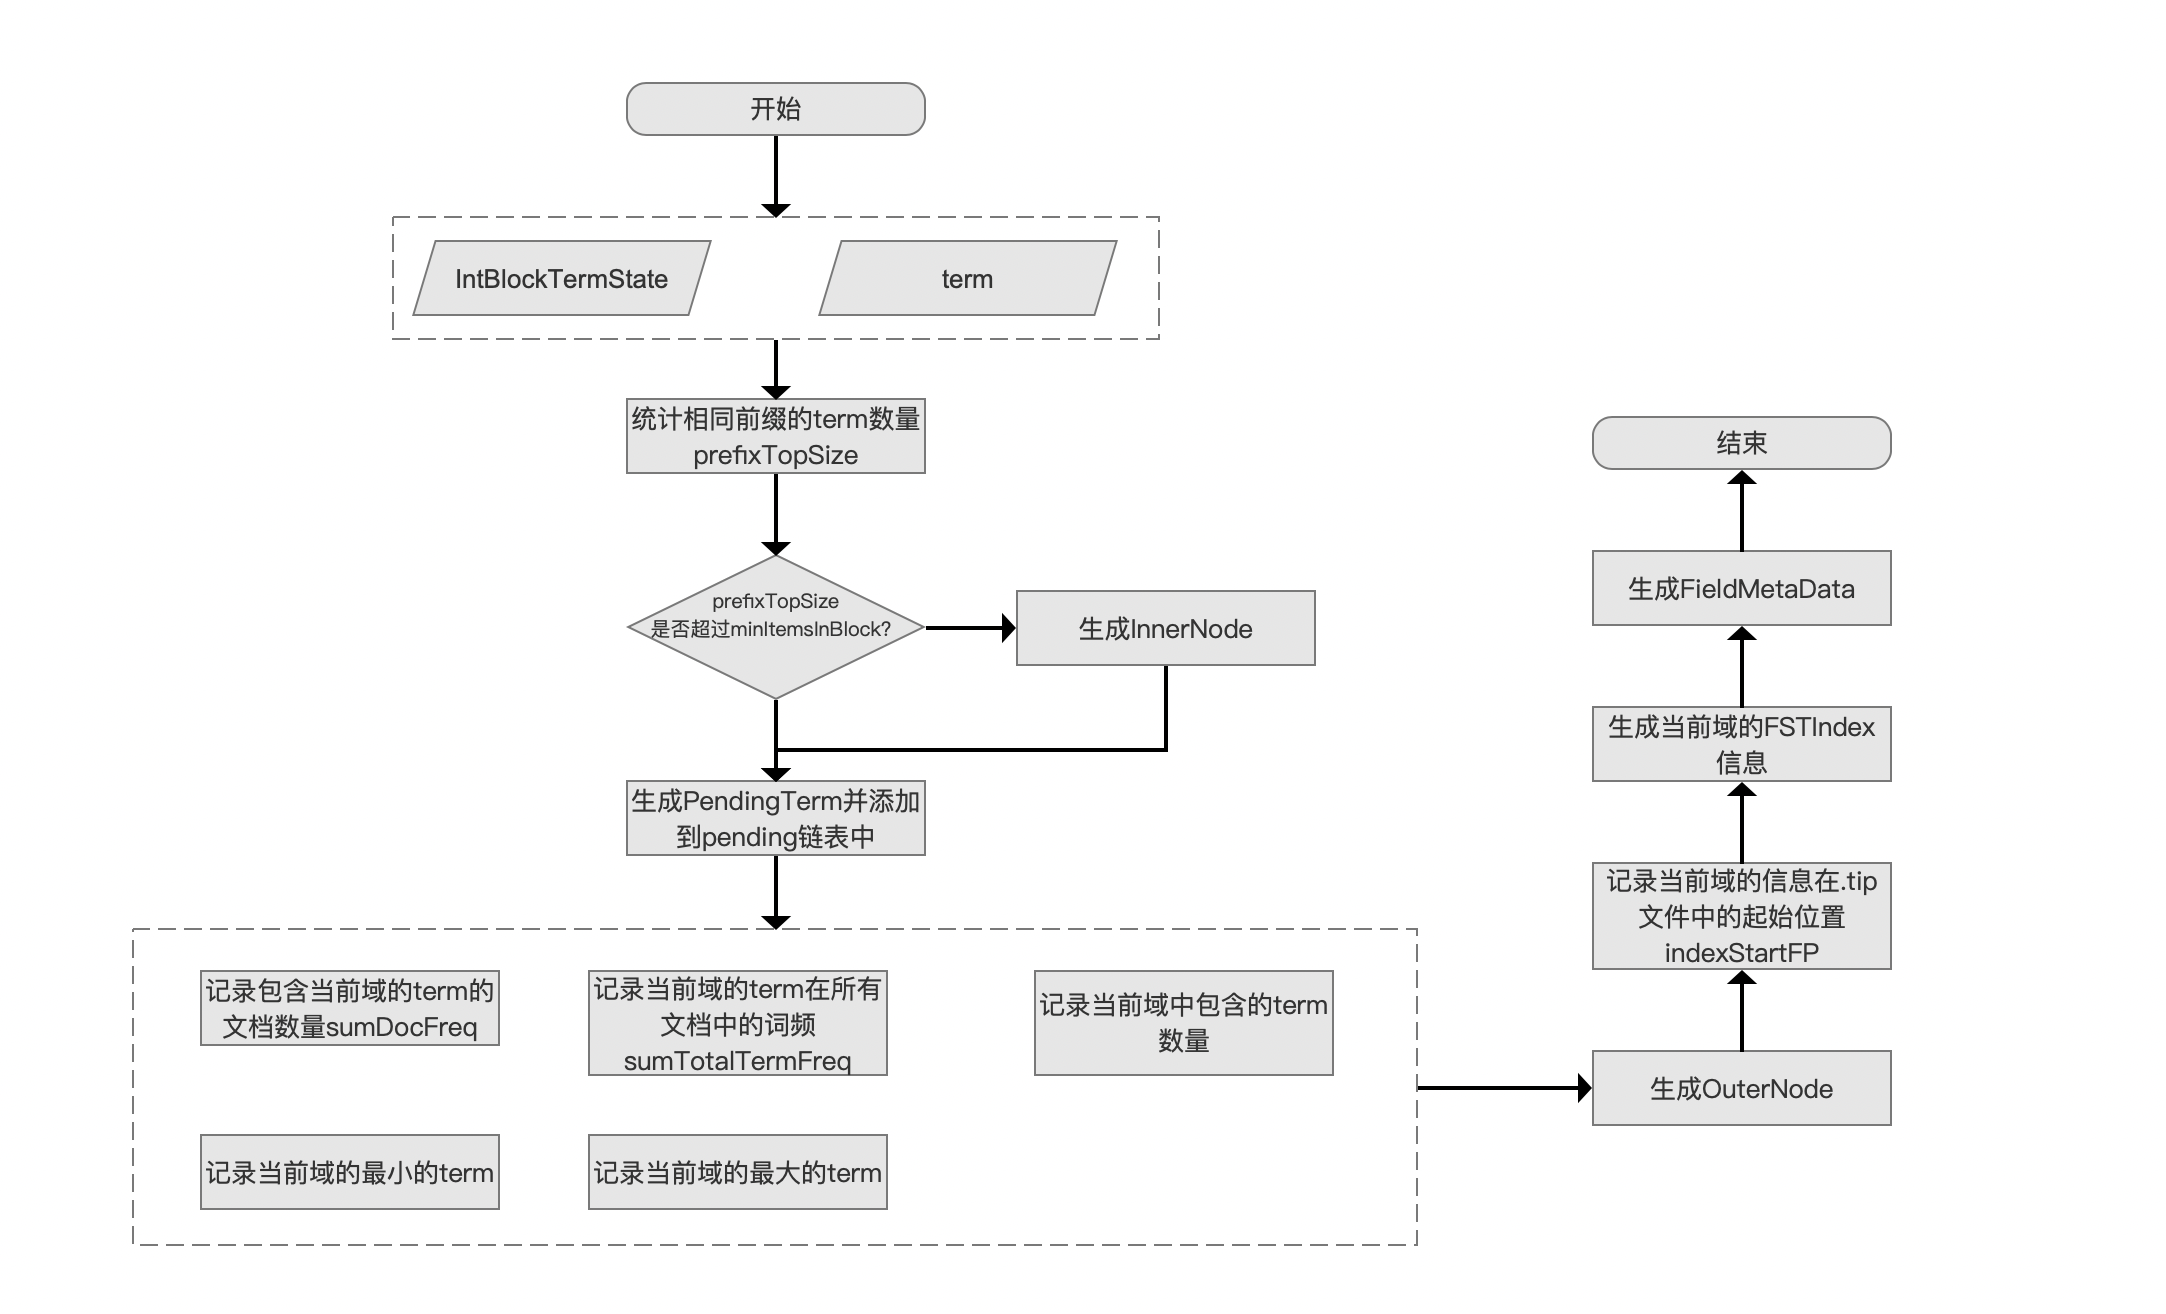 开始
IntBlockTermState
term
统计相同前缀的term数量
prefixTopSize
prefixTopSize
是否超过minItemsInBlock?
生成InnerNode
生成PendingTerm并添加
到pending链表中
记录包含当前域的term的
文档数量sumDocFreq
记录当前域的term在所有
文档中的词频
sumTotalTermFreq
记录当前域中包含的term
数量
记录当前域的最小的term
记录当前域的最大的term
生成OuterNode
记录当前域的信息在.tip
文件中的起始位置
indexStartFP
生成当前域的FSTIndex
信息
生成FieldMetaData
结束